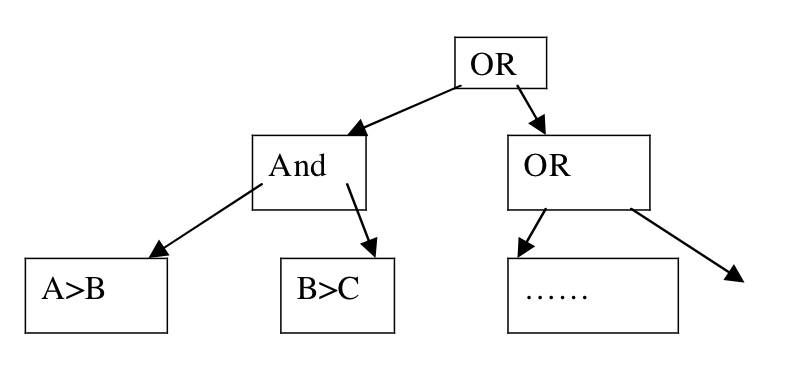 OR
And
OR
A>B
B>C
......